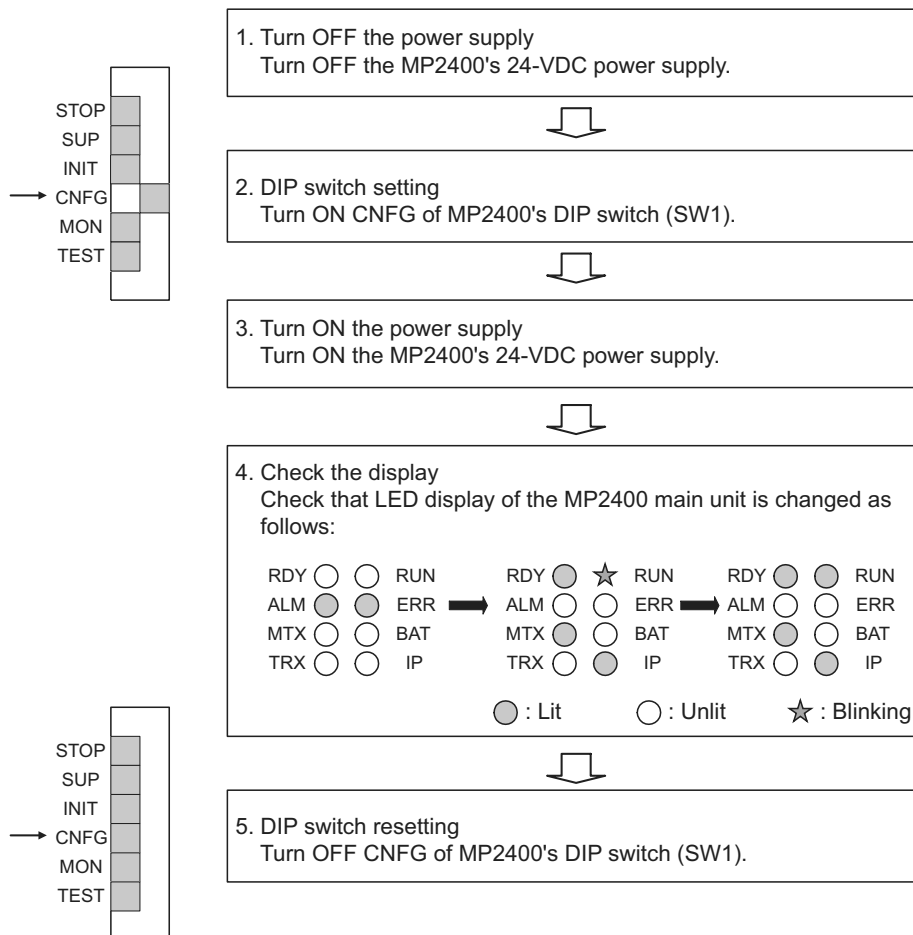 1. Turn OFF the power supply
Turn OFF the MP2400's 24-VDC power supply.
STOP
SUP
INIT
CNFG
MON
TEST
2. DIP switch setting
Turn ON CNFG of MP2400's DIP switch (SW1).
3. Turn ON the power supply
Turn ON the MP2400's 24-VDC power supply.
4. Check the display
Check that LED display of the MP2400 main unit is changed as
follows:
RDY RUN RDY RUN RDY RUN
ALM ERR ALM ERR ALM ERR
MTX BAT MTX BAT MTX BAT
TRX IP TRX IP TRX IP
: Lit : Unlit : Blinking
STOP
SUP
INIT
CNFG
MON
TEST
5. DIP switch resetting
Turn OFF CNFG of MP2400's DIP switch (SW1).